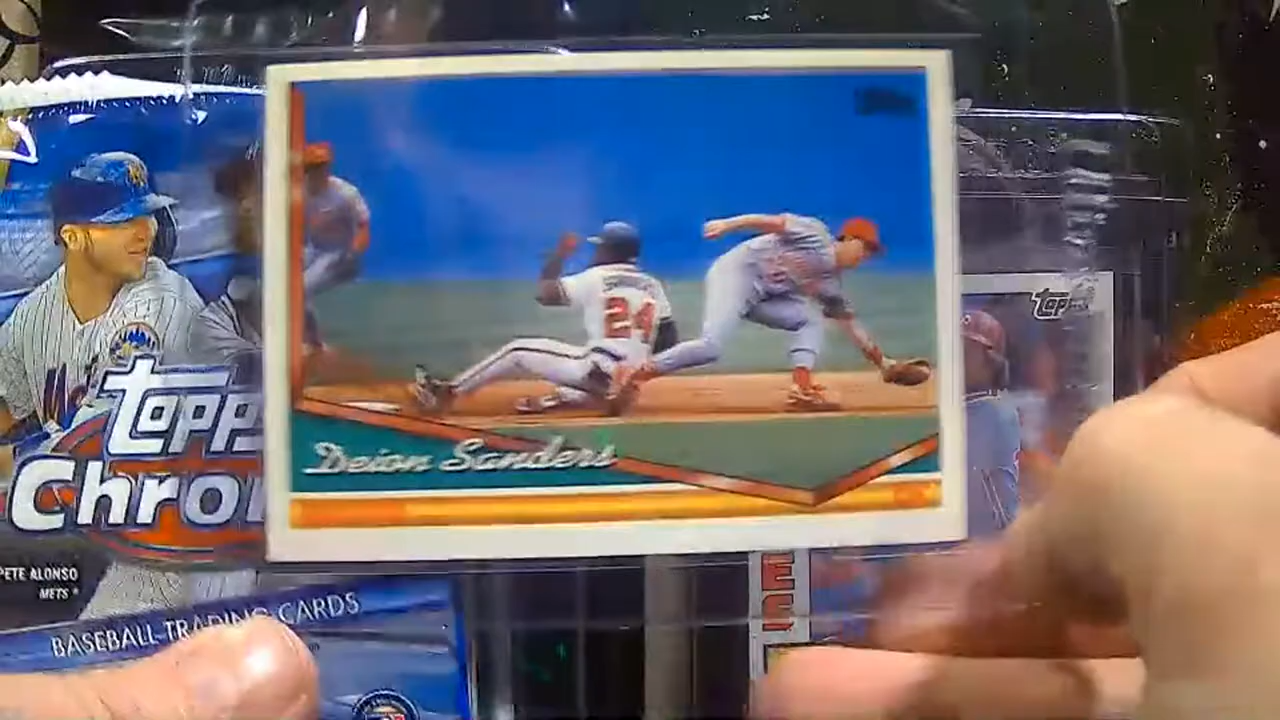 Deion Sanders
24
Topps
Topps
Chro
PETE ALONSO
METS
BASEBALL TRADING CARDS